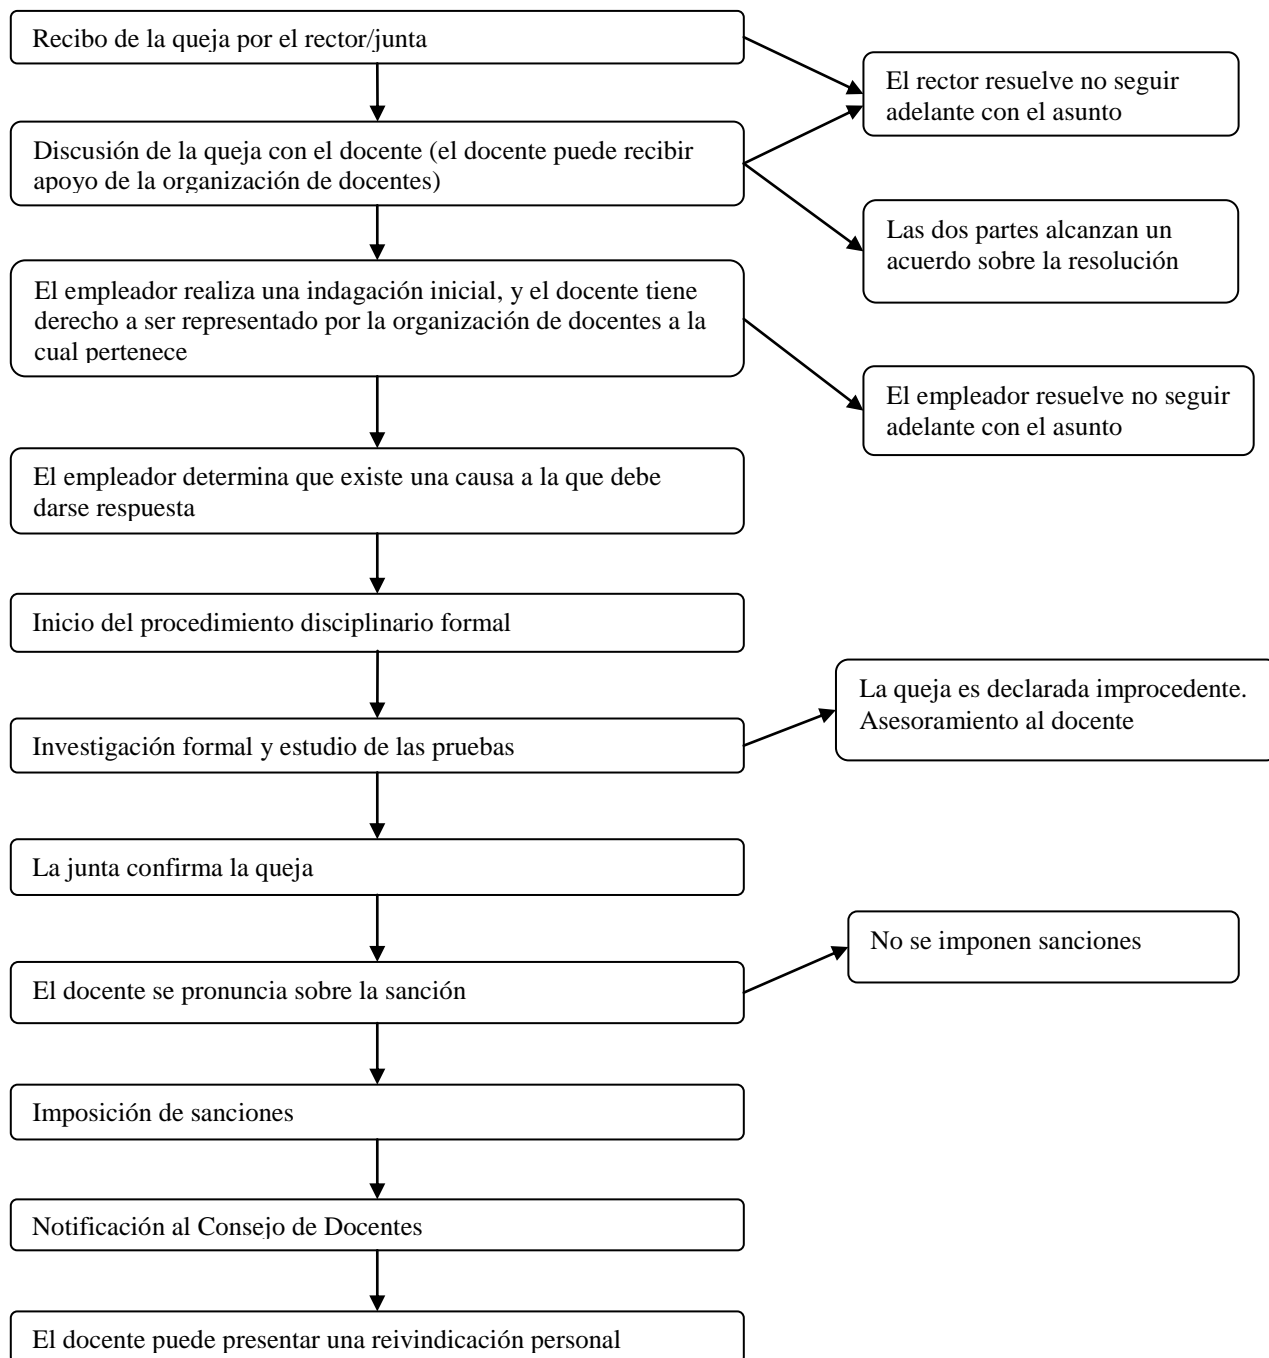 Recibo de la queja por el rector/junta
El rector resuelve no seguir
adelante con el asunto
Discusión de la queja con el docente (el docente puede recibir
apoyo de la organización de docentes)
Las dos partes alcanzan un
acuerdo sobre la resolución
El empleador realiza una indagación inicial, y el docente tiene
derecho a ser representado por la organización de docentes a la
cual pertenece
El empleador resuelve no seguir
adelante con el asunto
El empleador determina que existe una causa a la que debe
darse respuesta
Inicio del procedimiento disciplinario formal
La queja es declarada improcedente.
Asesoramiento al docente
Investigación formal y estudio de las pruebas
La junta confirma la queja
No se imponen sanciones
El docente se pronuncia sobre la sanción
Imposición de sanciones
Notificación al Consejo de Docentes
El docente puede presentar una reivindicación personal